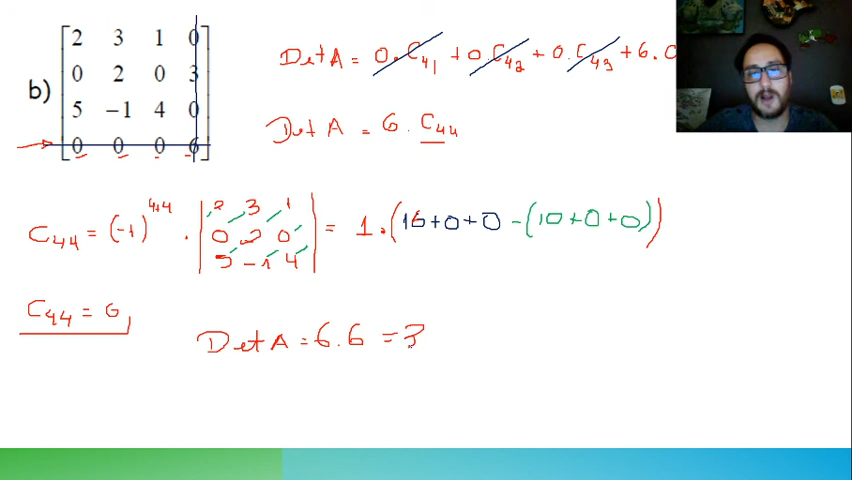 b)
2 3 1 0
0 2 0 3
5 −1 4 0
0 0 0 6
Det A = 0.C₄₁ + 0.C₄₂ + 0.C₄₃ + 6.C
Det A = 6 . C₄₄
C₄₄ = (-1)⁴⁺⁴ . | 2 3 1 | = 1.(16+0+0 -(10+0+0))
| 0 2 0 |
| 5 -1 4 |
C₄₄ = 6
Det A = 6.6 = 3